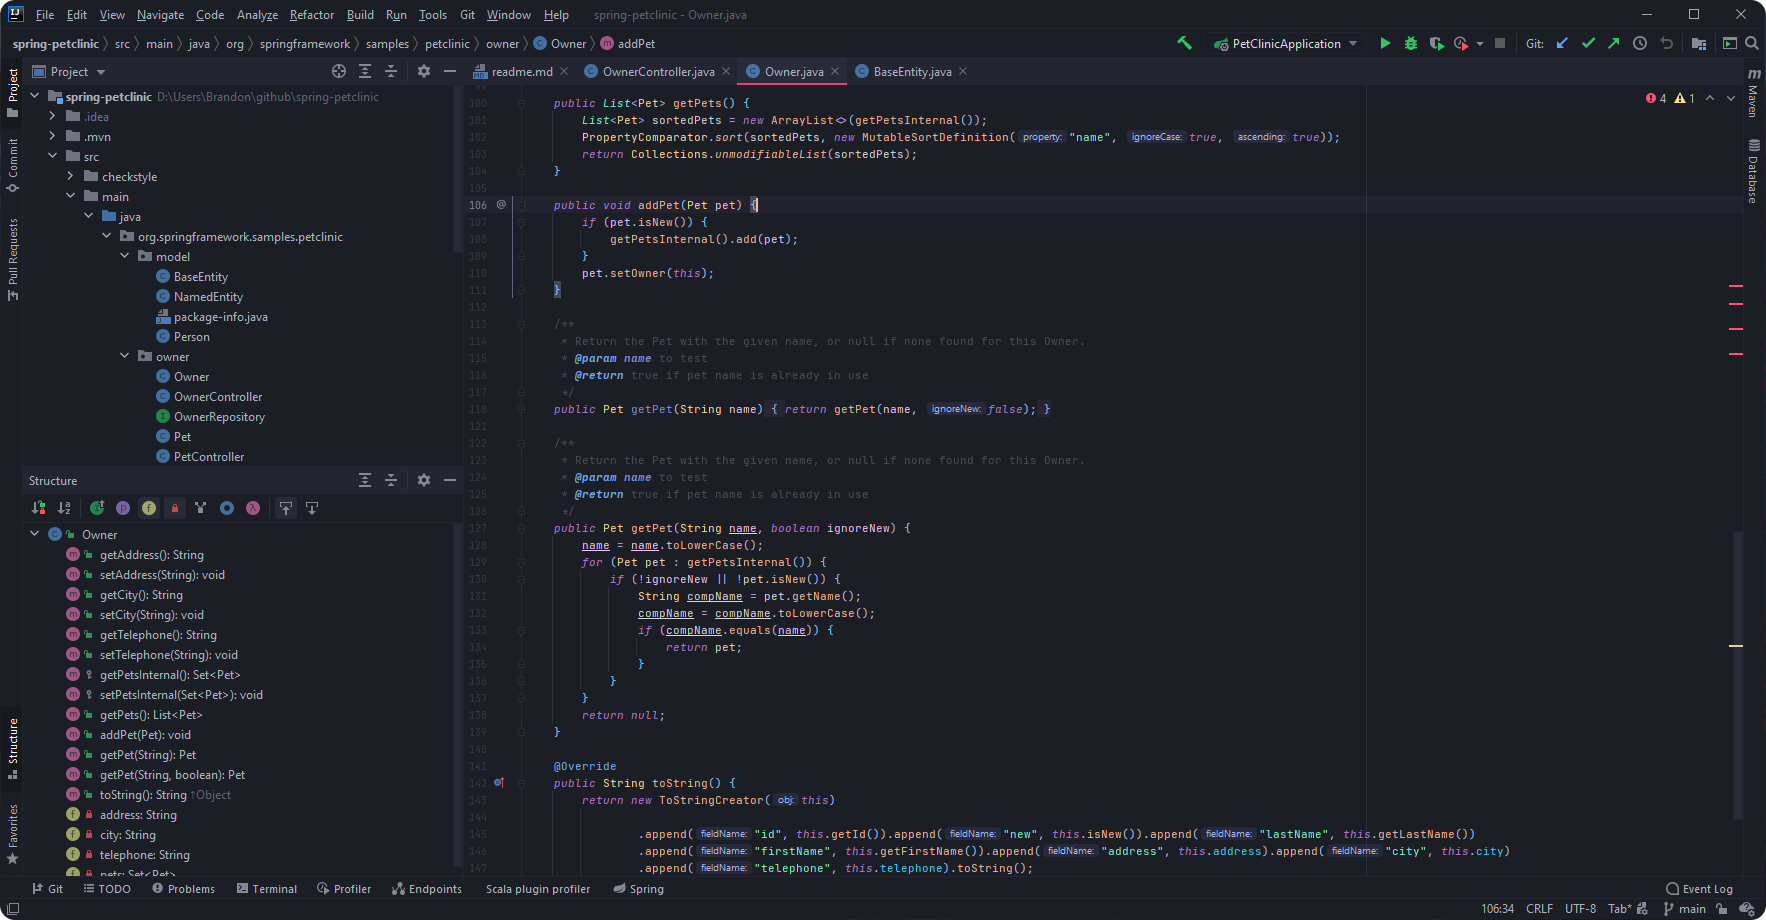 File Edit View Navigate Code Analyze Refactor Build Run Tools Git Window Help spring-petclinic - Owner.java
spring-petclinic src main java org springframework samples petclinic owner Owner addPet
PetClinicApplication
Git:
Project
readme.md OwnerController.java Owner.java BaseEntity.java
Project
Commit
Pull Requests
Structure
Favorites
spring-petclinic D:\Users\Brandon\github\spring-petclinic
.idea
.mvn
src
checkstyle
main
java
org.springframework.samples.petclinic
model
BaseEntity
NamedEntity
package-info.java
Person
owner
Owner
OwnerController
OwnerRepository
Pet
PetController
Structure
Owner
getAddress(): String
setAddress(String): void
getCity(): String
setCity(String): void
getTelephone(): String
setTelephone(String): void
getPetsInternal(): Set<Pet>
setPetsInternal(Set<Pet>): void
getPets(): List<Pet>
addPet(Pet): void
getPet(String): Pet
getPet(String, boolean): Pet
toString(): String ↑Object
address: String
city: String
telephone: String
pets: Set<Pet>
4 1
100 public List<Pet> getPets() {
101 List<Pet> sortedPets = new ArrayList<>(getPetsInternal());
102 PropertyComparator.sort(sortedPets, new MutableSortDefinition( property: "name", ignoreCase: true, ascending: true));
103 return Collections.unmodifiableList(sortedPets);
104 }
105
106 @ public void addPet(Pet pet) {
107 if (pet.isNew()) {
108 getPetsInternal().add(pet);
109 }
110 pet.setOwner(this);
111 }
112
113 /**
114 * Return the Pet with the given name, or null if none found for this Owner.
115 * @param name to test
116 * @return true if pet name is already in use
117 */
118 public Pet getPet(String name) { return getPet(name, ignoreNew: false); }
121
122 /**
123 * Return the Pet with the given name, or null if none found for this Owner.
124 * @param name to test
125 * @return true if pet name is already in use
126 */
127 public Pet getPet(String name, boolean ignoreNew) {
128 name = name.toLowerCase();
129 for (Pet pet : getPetsInternal()) {
130 if (!ignoreNew || !pet.isNew()) {
131 String compName = pet.getName();
132 compName = compName.toLowerCase();
133 if (compName.equals(name)) {
134 return pet;
135 }
136 }
137 }
138 return null;
139 }
140
141 @Override
142 public String toString() {
143 return new ToStringCreator( obj: this)
144
145 .append( fieldName: "id", this.getId()).append( fieldName: "new", this.isNew()).append( fieldName: "lastName", this.getLastName())
146 .append( fieldName: "firstName", this.getFirstName()).append( fieldName: "address", this.address).append( fieldName: "city", this.city)
147 .append( fieldName: "telephone", this.telephone).toString();
Maven
Database
Git TODO Problems Terminal Profiler Endpoints Scala plugin profiler Spring Event Log
106:34 CRLF UTF-8 Tab* main